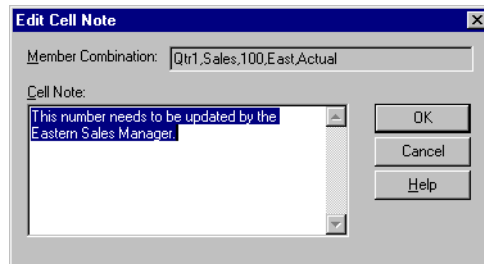 Edit Cell Note
Member Combination: Qtr1,Sales,100,East,Actual
Cell Note:
This number needs to be updated by the
Eastern Sales Manager.
OK
Cancel
Help